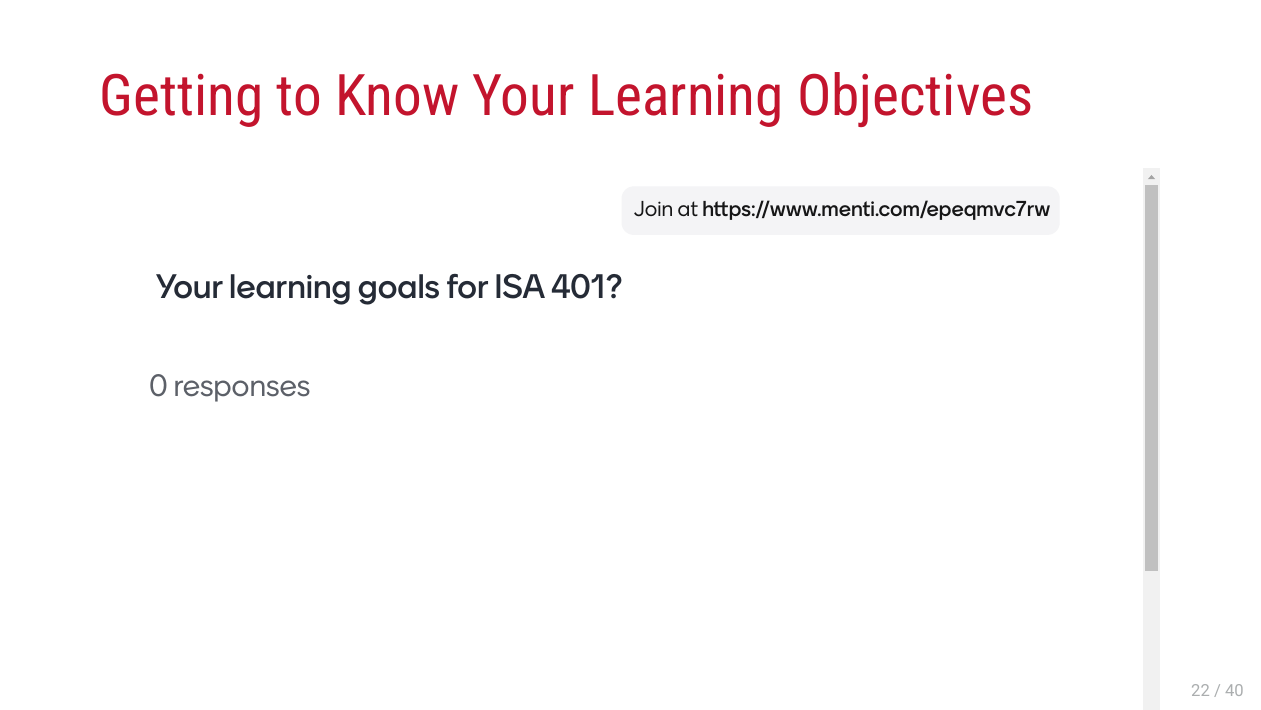 Getting to Know Your Learning Objectives
Join at https://www.menti.com/epeqmvc7rw
Your learning goals for ISA 401?
0 responses
22 / 40